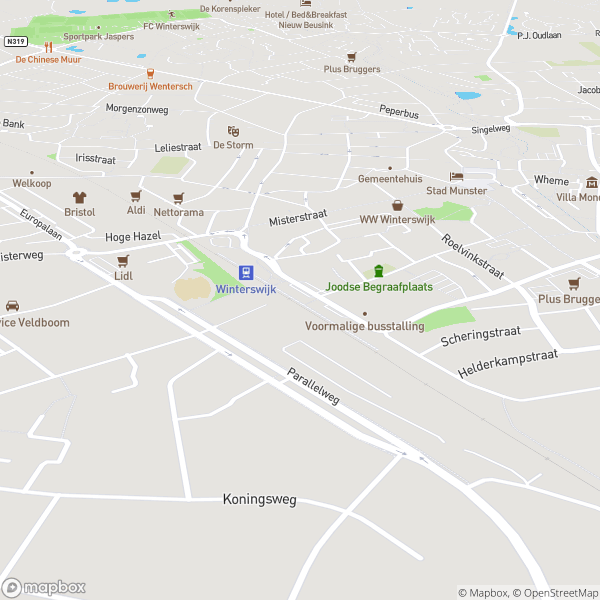 De Korenspieker
Hotel / Bed&Breakfast
Nieuw Beusink
FC Winterswijk
Sportpark Jaspers
P.J. Oudlaan
N319
De Chinese Muur
Plus Bruggers
Brouwerij Wentersch
Jacob
Morgenzonweg
Peperbus
e Bank
Singelweg
De Storm
Leliestraat
Irisstraat
Welkoop
Gemeentehuis
Stad Munster
Wheme
Villa Mond
Bristol
Aldi
Nettorama
Misterstraat
WW Winterswijk
Europalaan
Hoge Hazel
Roelvinkstraat
isterweg
Lidl
Winterswijk
Joodse Begraafplaats
Plus Brugge
vice Veldboom
Voormalige busstalling
Scheringstraat
Helderkampstraat
Parallelweg
Koningsweg
mapbox
© Mapbox, © OpenStreetMap